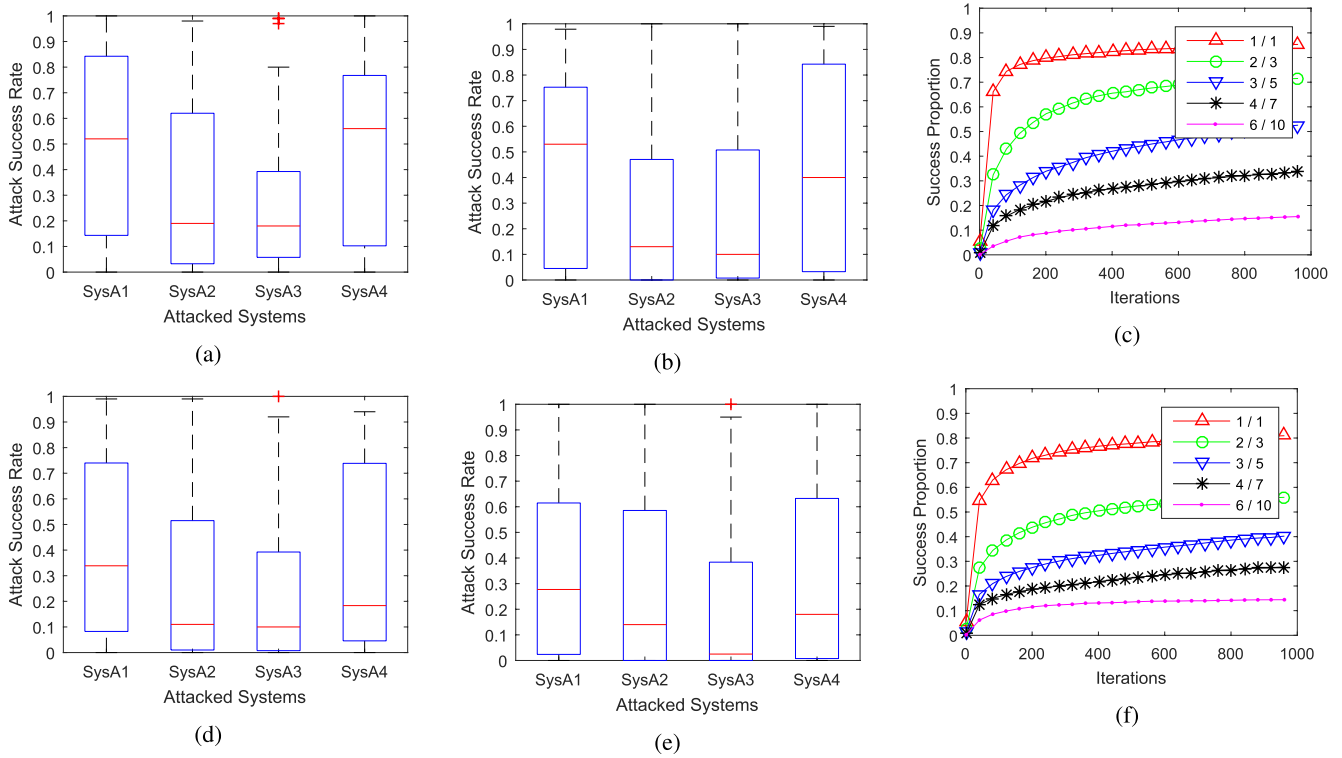 Attack Success Rate
1
0.9
0.8
0.7
0.6
0.5
0.4
0.3
0.2
0.1
0
SysA1 SysA2 SysA3 SysA4
Attacked Systems
(a)
Attack Success Rate
1
0.9
0.8
0.7
0.6
0.5
0.4
0.3
0.2
0.1
0
SysA1 SysA2 SysA3 SysA4
Attacked Systems
(b)
Success Proportion
1
0.9
0.8
0.7
0.6
0.5
0.4
0.3
0.2
0.1
0
0 200 400 600 800 1000
Iterations
1 / 1
2 / 3
3 / 5
4 / 7
6 / 10
(c)
Attack Success Rate
1
0.9
0.8
0.7
0.6
0.5
0.4
0.3
0.2
0.1
0
SysA1 SysA2 SysA3 SysA4
Attacked Systems
(d)
Attack Success Rate
1
0.9
0.8
0.7
0.6
0.5
0.4
0.3
0.2
0.1
0
SysA1 SysA2 SysA3 SysA4
Attacked Systems
(e)
Success Proportion
1
0.9
0.8
0.7
0.6
0.5
0.4
0.3
0.2
0.1
0
0 200 400 600 800 1000
Iterations
1 / 1
2 / 3
3 / 5
4 / 7
6 / 10
(f)